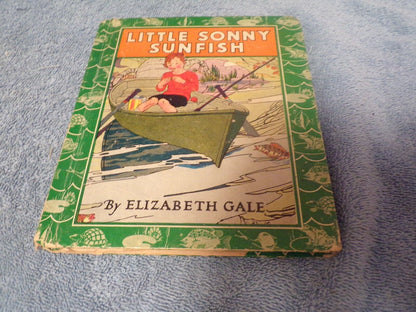 LITTLE SONNY
SUNFISH
By ELIZABETH GALE